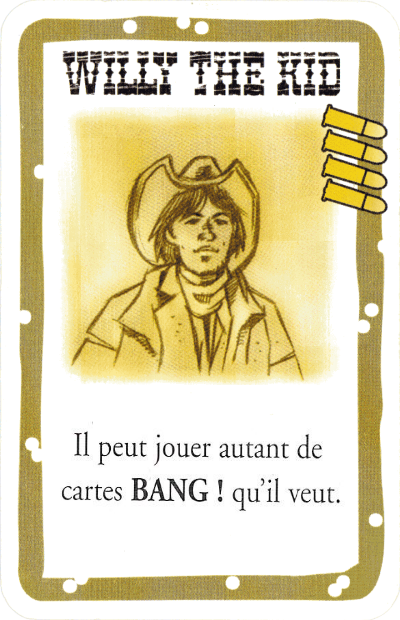 WILLY THE KID
Il peut jouer autant de
cartes BANG ! qu'il veut.